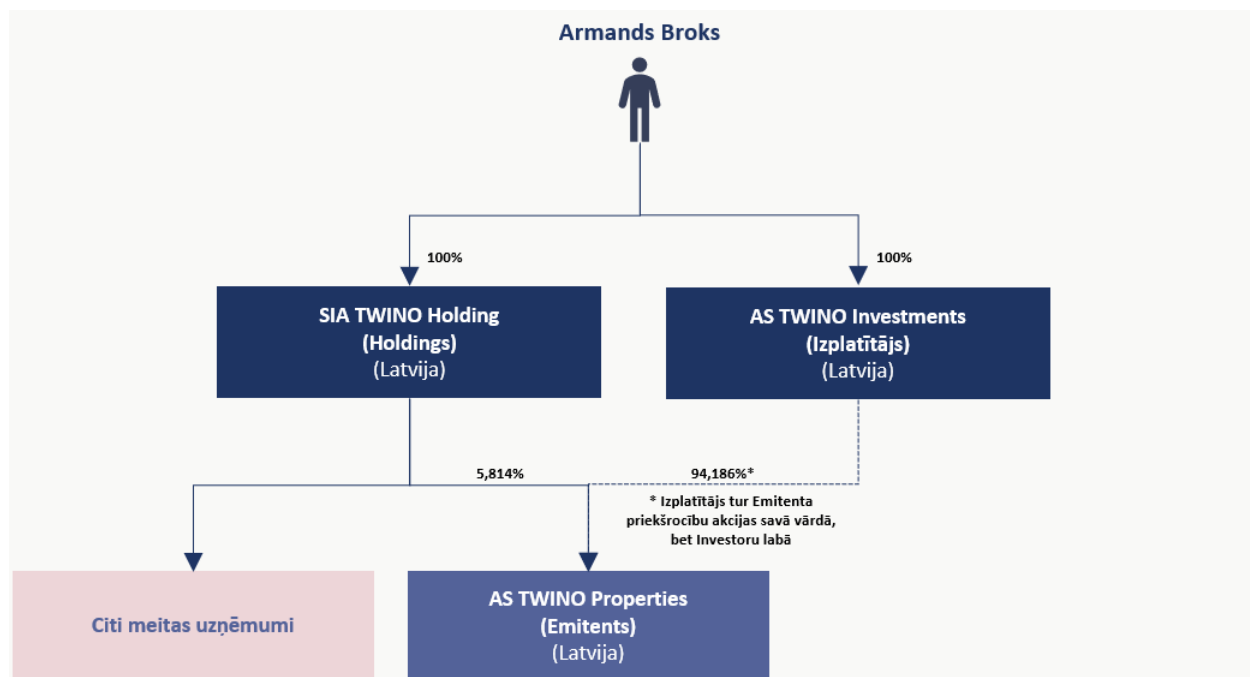 Armands Broks
100%
100%
SIA TWINO Holding
(Holdings)
(Latvija)
AS TWINO Investments
(Izplatītājs)
(Latvija)
5,814%
94,186%*
* Izplatītājs tur Emitenta
priekšrocību akcijas savā vārdā,
bet Investoru labā
Citi meitas uzņēmumi
AS TWINO Properties
(Emitents)
(Latvija)